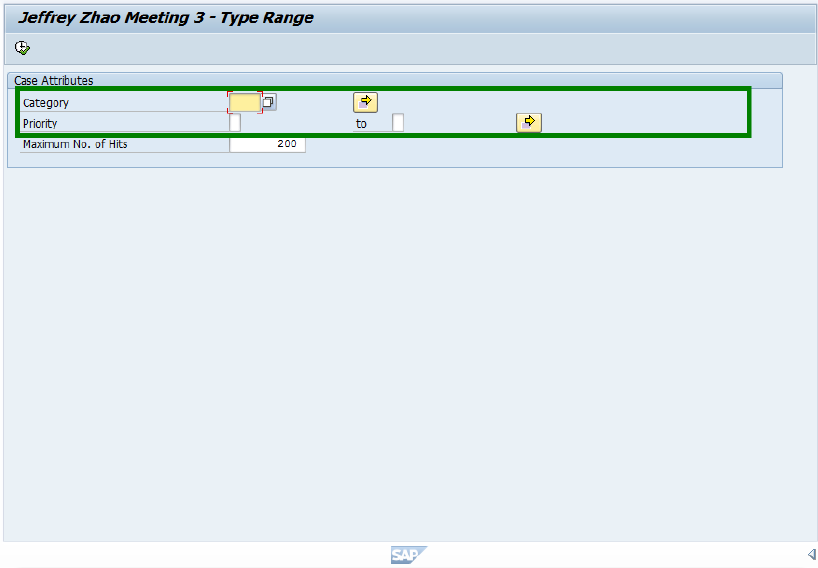 Jeffrey Zhao Meeting 3 - Type Range
Case Attributes
Category
Priority to
Maximum No. of Hits 200
SAP